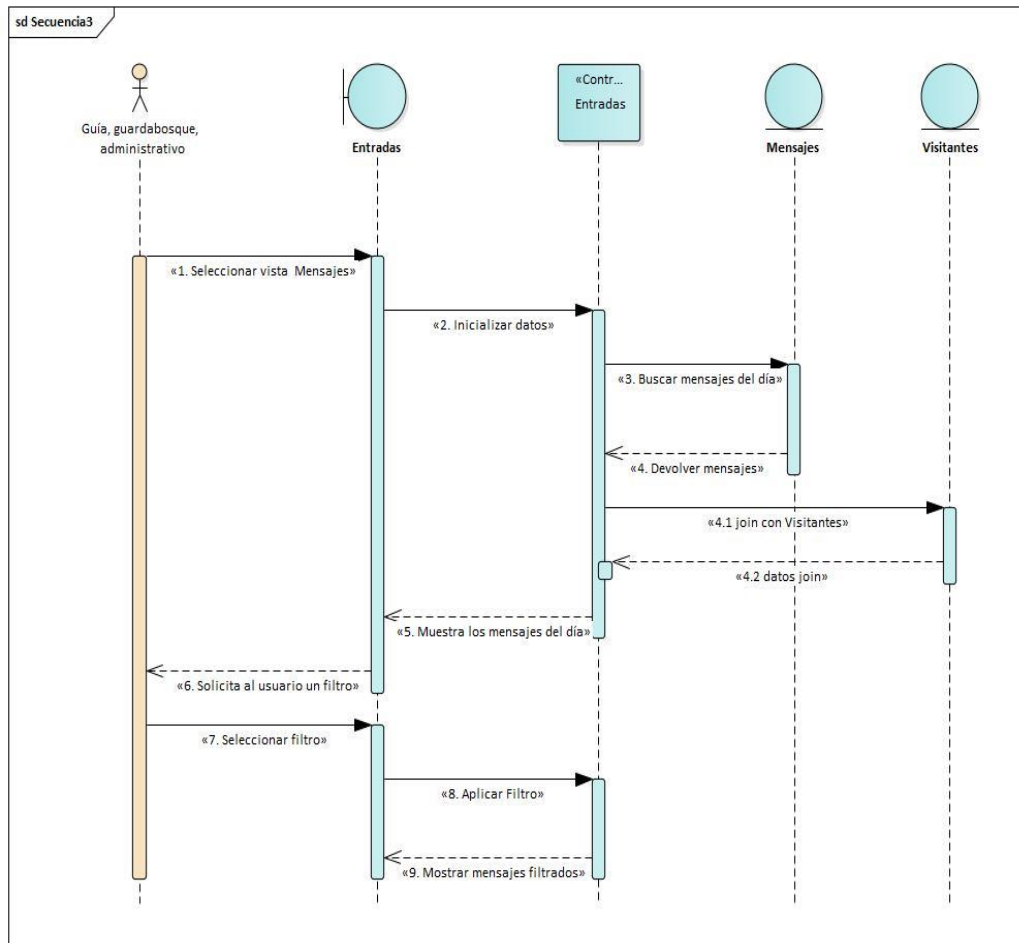 sd Secuencia3
«Contr...
Entradas
Guía, guardabosque,
administrativo
Entradas
Mensajes
Visitantes
«1. Seleccionar vista  Mensajes»
«2. Inicializar datos»
«3. Buscar mensajes del día»
«4. Devolver mensajes»
«4.1 join con Visitantes»
«4.2 datos join»
«5. Muestra los mensajes del día»
«6. Solicita al usuario un filtro»
«7. Seleccionar filtro»
«8. Aplicar Filtro»
«9. Mostrar mensajes filtrados»